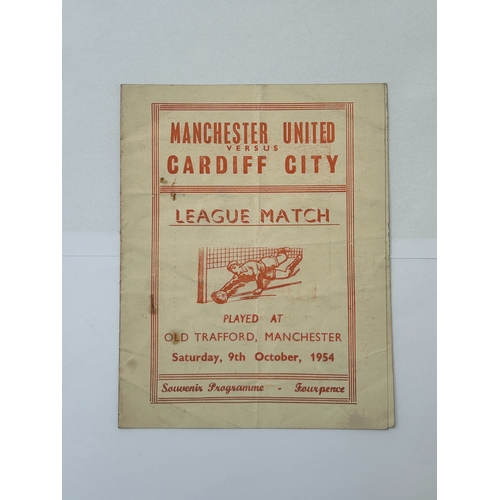 MANCHESTER UNITED
VERSUS
CARDIFF CITY
LEAGUE MATCH
PLAYED AT
OLD TRAFFORD, MANCHESTER
Saturday, 9th October, 1954
Souvenir Programme - Fourpence